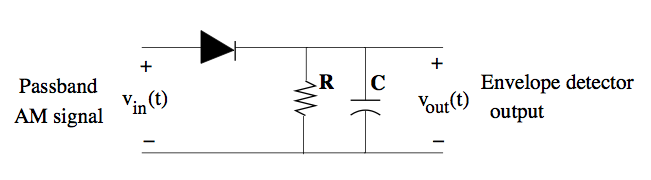 Passband
AM signal
+
v_in(t)
−
R
C
+
v_out(t)
−
Envelope detector
output